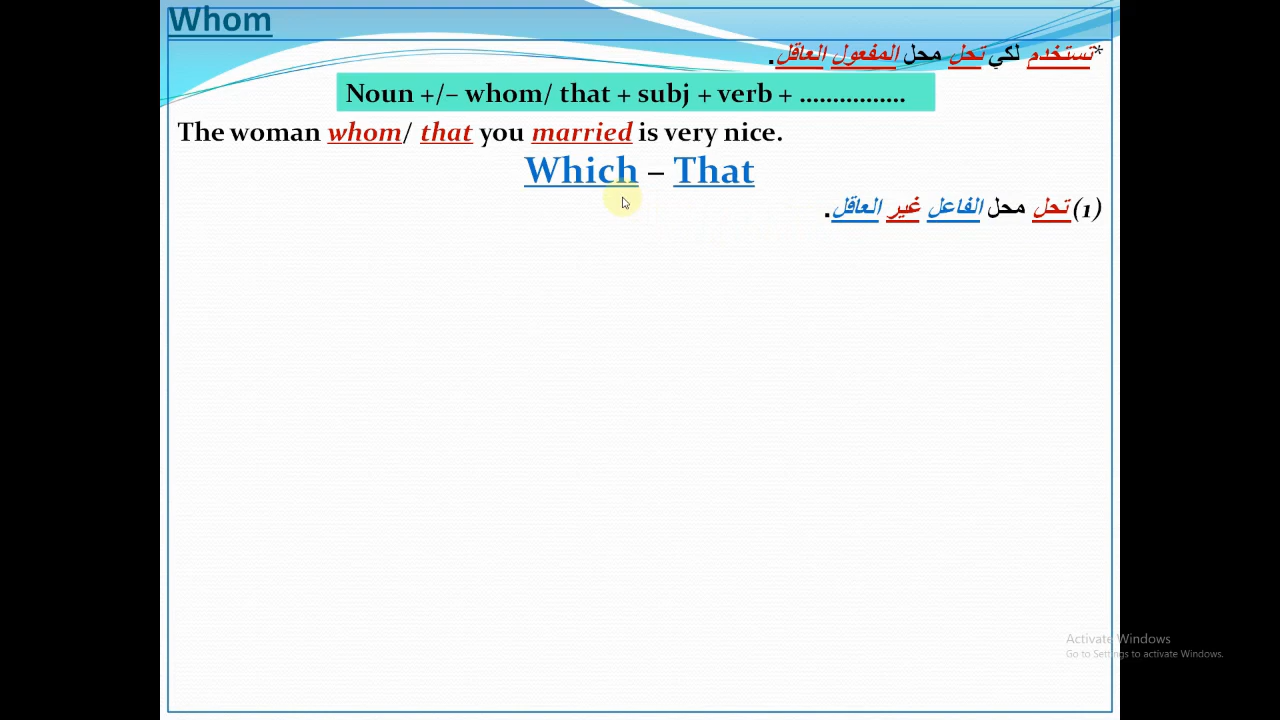 Whom
*تستخدم لكي تحل محل المفعول العاقل.
Noun +/– whom/ that + subj + verb + ................
The woman whom/ that you married is very nice.
Which – That
(1) تحل محل الفاعل غير العاقل.
Activate Windows
Go to Settings to activate Windows.